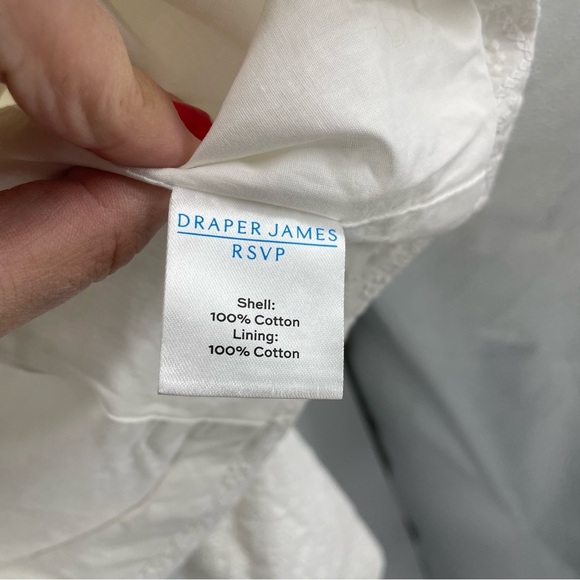 DRAPER JAMES
RSVP
Shell:
100% Cotton
Lining:
100% Cotton